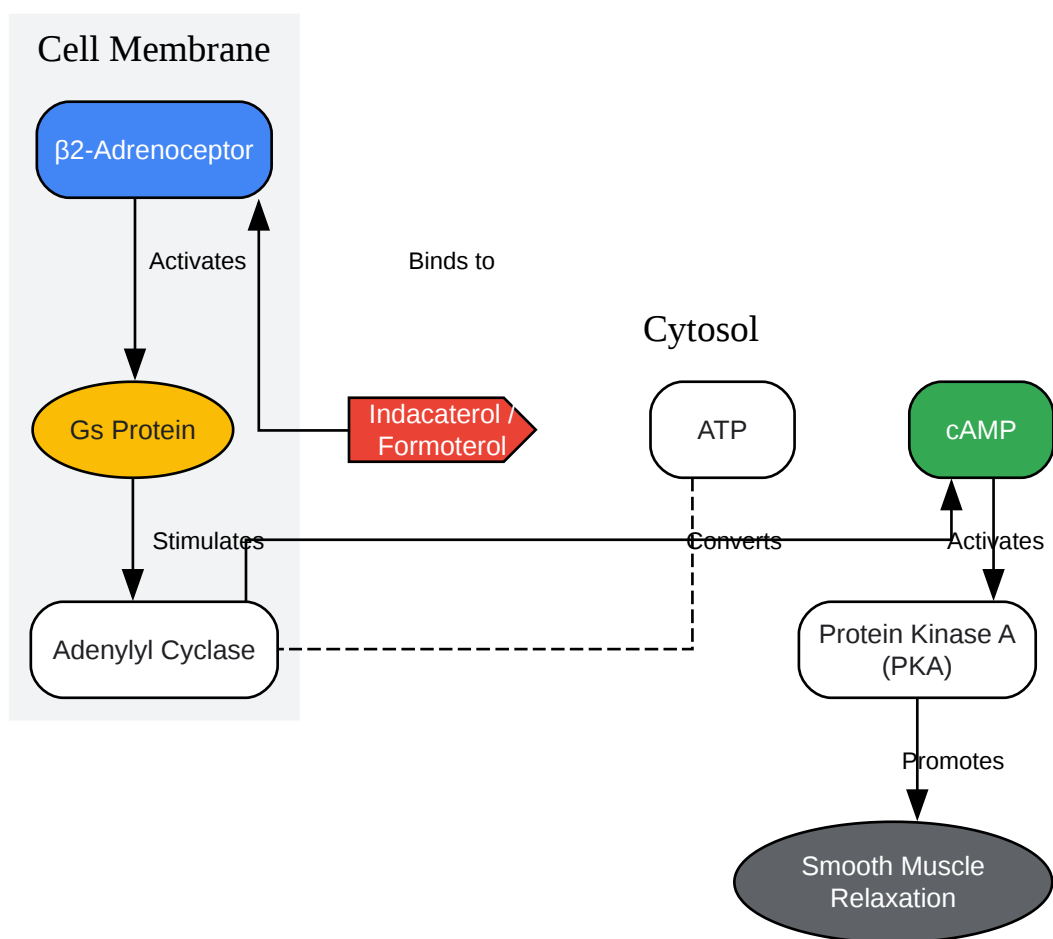 Cell Membrane
β2-Adrenoceptor
Activates
Binds to
Cytosol
Gs Protein
Indacaterol /
Formoterol
ATP
cAMP
Stimulates
Converts
Activates
Adenylyl Cyclase
Protein Kinase A
(PKA)
Promotes
Smooth Muscle
Relaxation